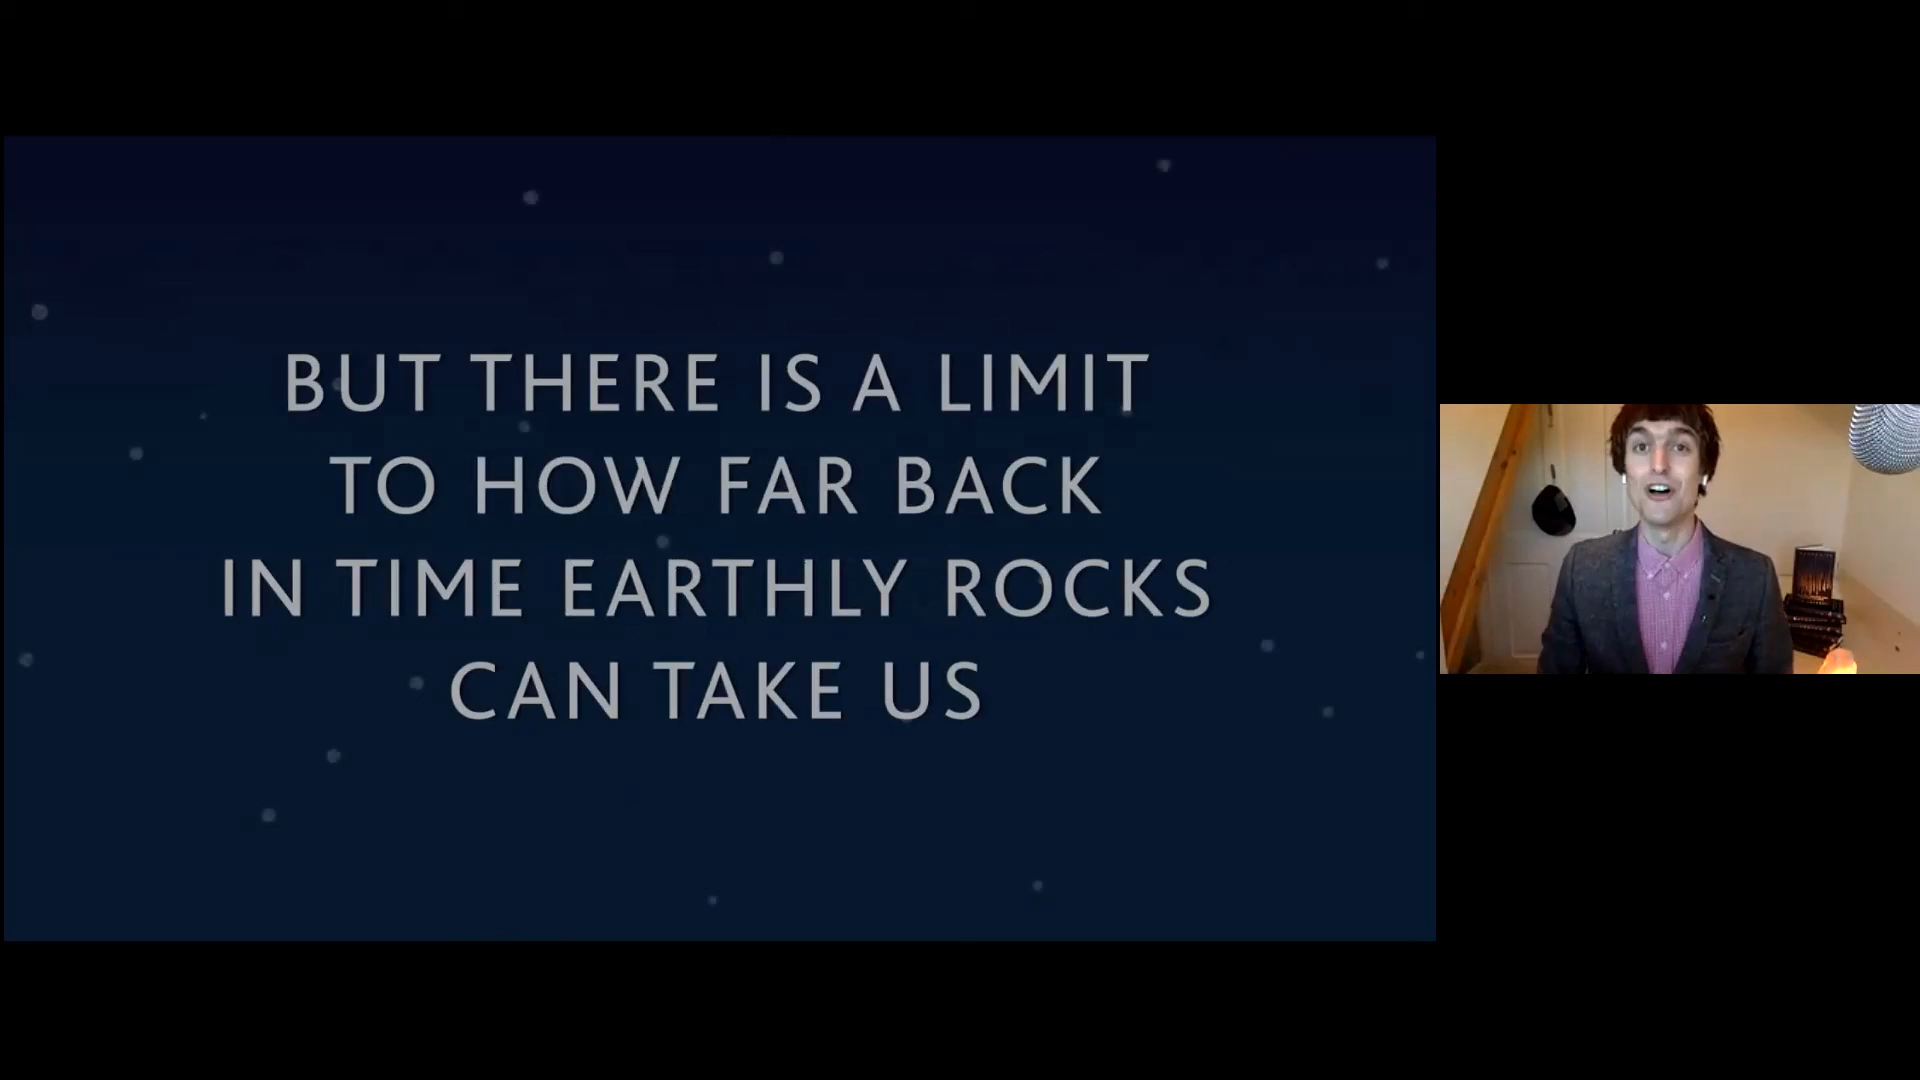 BUT THERE IS A LIMIT
TO HOW FAR BACK
IN TIME EARTHLY ROCKS
CAN TAKE US